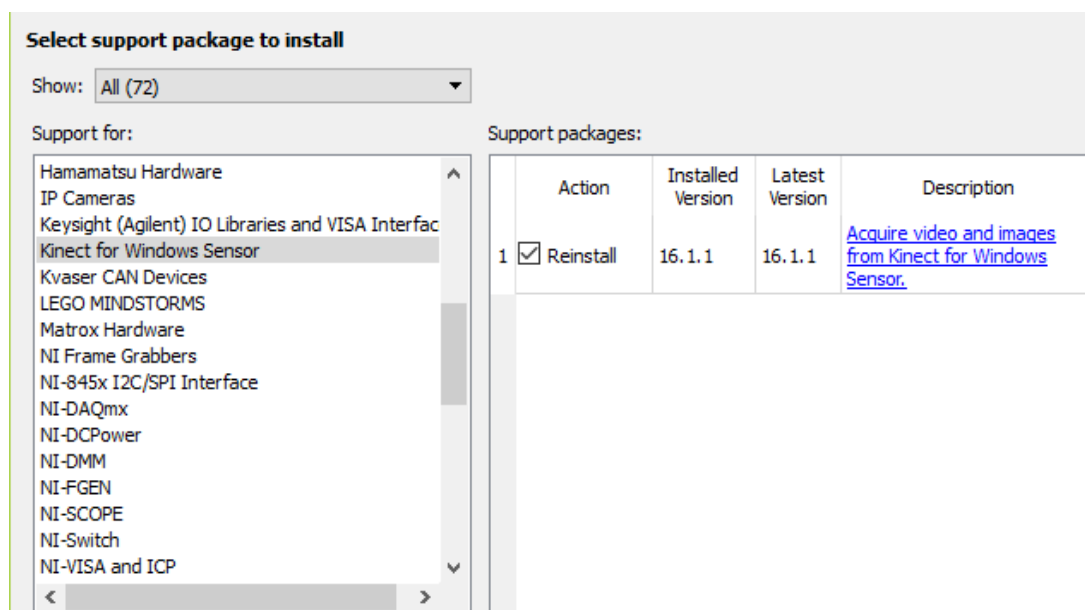 Select support package to install
Show: All (72)
Support for:
Hamamatsu Hardware
IP Cameras
Keysight (Agilent) IO Libraries and VISA Interfac
Kinect for Windows Sensor
Kvaser CAN Devices
LEGO MINDSTORMS
Matrox Hardware
NI Frame Grabbers
NI-845x I2C/SPI Interface
NI-DAQmx
NI-DCPower
NI-DMM
NI-FGEN
NI-SCOPE
NI-Switch
NI-VISA and ICP
Support packages:
Action
Installed
Version
Latest
Version
Description
1 Reinstall
16.1.1
16.1.1
Acquire video and images
from Kinect for Windows
Sensor.